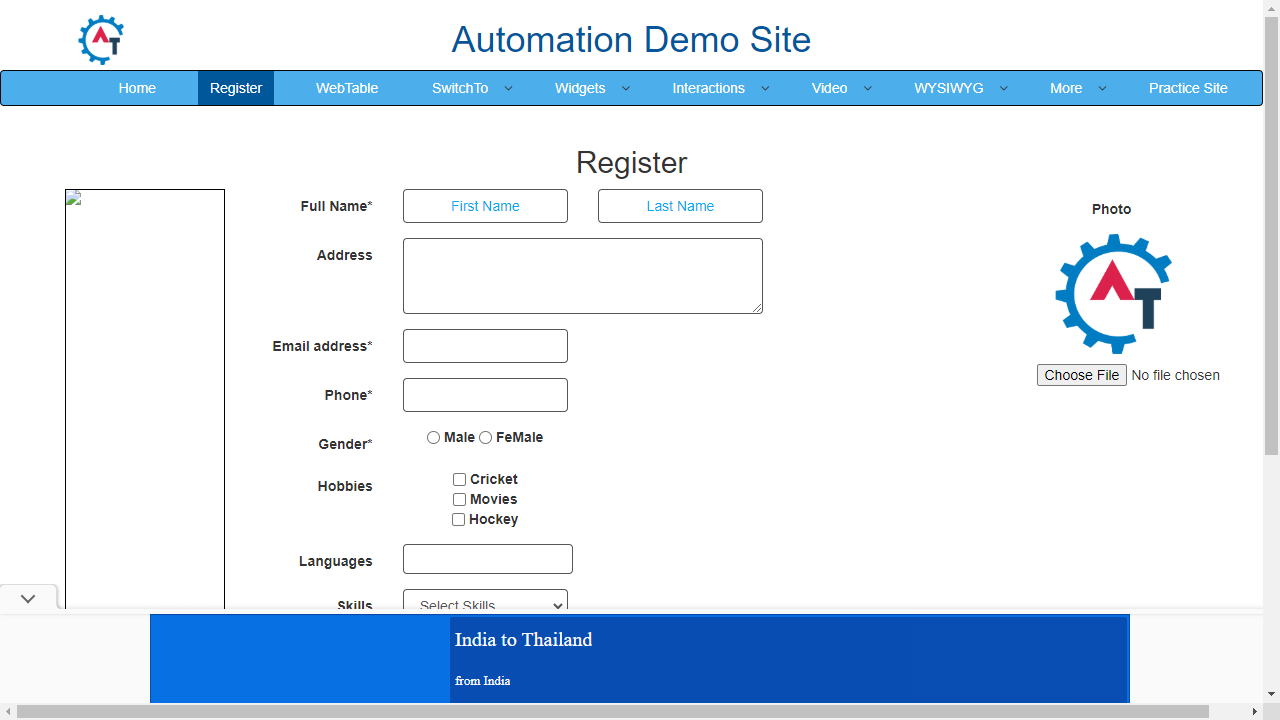 Automation Demo Site
Home Register WebTable SwitchTo Widgets Interactions Video WYSIWYG More Practice Site
Register
Full Name* First Name Last Name
Photo
Address
Email address*
Phone*
Choose File No file chosen
Gender* Male FeMale
Hobbies Cricket
Movies
Hockey
Languages
Skills Select Skills
India to Thailand
from India